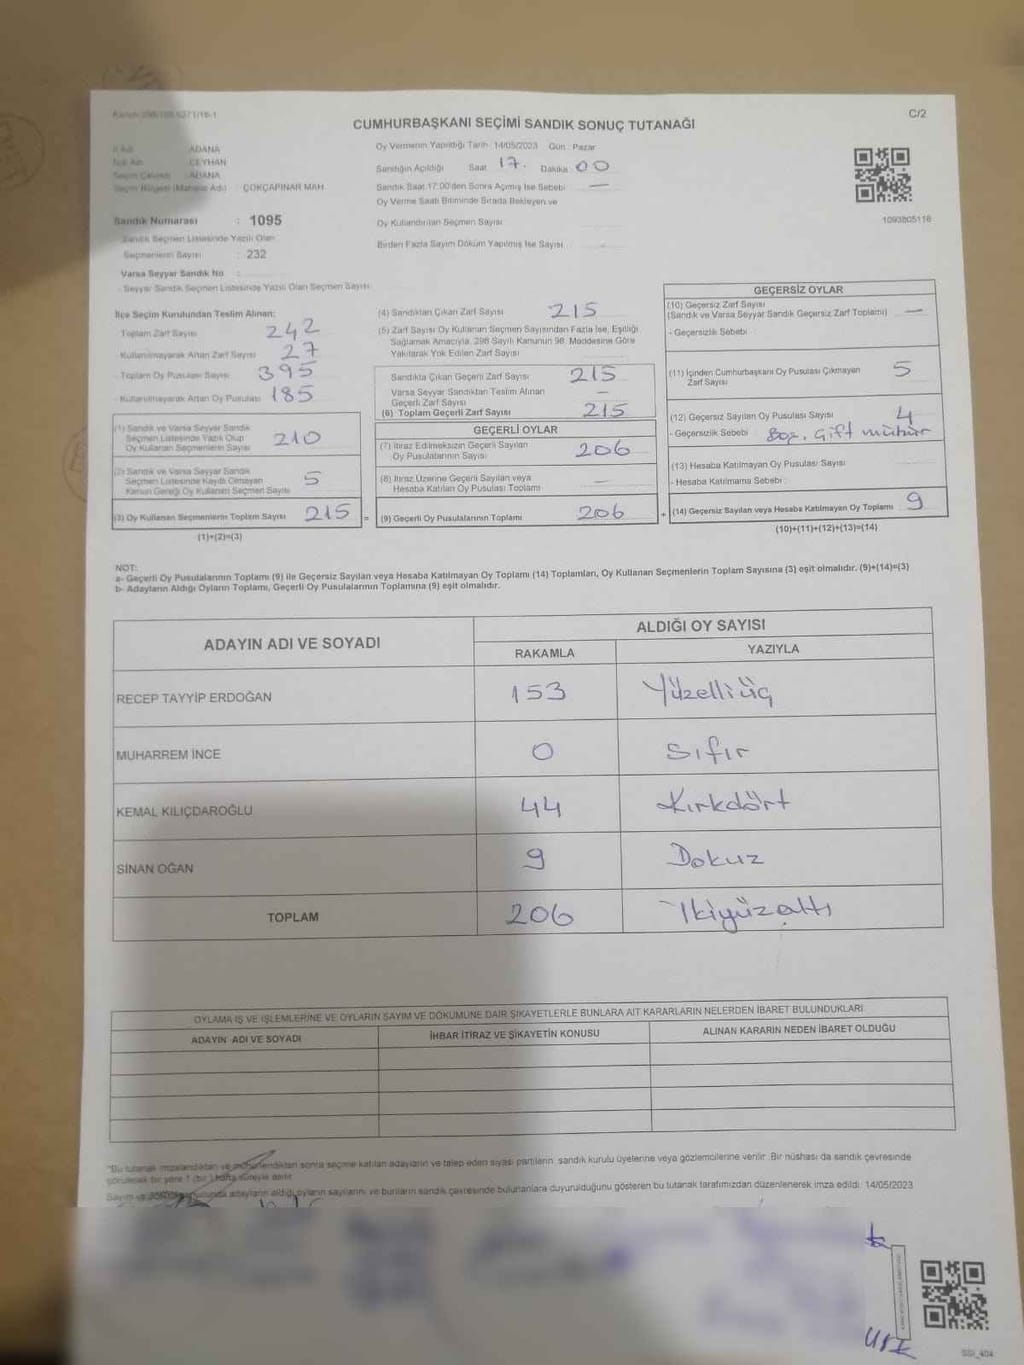 C/2
CUMHURBAŞKANI SEÇİMİ SANDIK SONUÇ TUTANAĞI
İl Adı : ADANA
İlçe Adı : CEYHAN
Seçim Çevresi : ADANA
Seçim Bölgesi (Mahalle Adı) : ÇOKÇAPINAR MAH
Sandık Numarası : 1095
Sandık Seçmen Listesinde Yazılı Olan
Seçmenlerin Sayısı : 232
Varsa Seyyar Sandık No :
- Seyyar Sandık Seçmen Listesinde Yazılı Olan Seçmen Sayısı:
Oy Vermenin Yapıldığı Tarih : 14/05/2023 Gün : Pazar
Sandığın Açıldığı Saat 17. Dakika 00
Sandık Saat 17:00'den Sonra Açılmış İse Sebebi : —
Oy Verme Saati Bitiminde Sırada Bekleyen ve
Oy Kullandırılan Seçmen Sayısı :
Birden Fazla Sayım Döküm Yapılmış İse Sayısı :
1093805116
İlçe Seçim Kurulundan Teslim Alınan:
Toplam Zarf Sayısı : 242
- Kullanılmayarak Artan Zarf Sayısı : 27
- Toplam Oy Pusulası Sayısı : 395
- Kullanılmayarak Artan Oy Pusulası : 185
(1) Sandık ve Varsa Seyyar Sandık
Seçmen Listesinde Yazılı Olup
Oy Kullanan Seçmenlerin Sayısı 210
(2) Sandık ve Varsa Seyyar Sandık
Seçmen Listesinde Kayıtlı Olmayan
Kanun Gereği Oy Kullanan Seçmen Sayısı 5
(3) Oy Kullanan Seçmenlerin Toplam Sayısı 215 =
(1)+(2)=(3)
(4) Sandıktan Çıkan Zarf Sayısı : 215
(5) Zarf Sayısı Oy Kullanan Seçmen Sayısından Fazla İse, Eşitliği
Sağlamak Amacıyla, 298 Sayılı Kanunun 98. Maddesine Göre
Yakılarak Yok Edilen Zarf Sayısı :
Sandıkta Çıkan Geçerli Zarf Sayısı : 215
Varsa Seyyar Sandıktan Teslim Alınan
Geçerli Zarf Sayısı : —
(6) Toplam Geçerli Zarf Sayısı : 215
GEÇERLİ OYLAR
(7) İtiraz Edilmeksizin Geçerli Sayılan
Oy Pusulalarının Sayısı 206
(8) İtiraz Üzerine Geçerli Sayılan veya
Hesaba Katılan Oy Pusulası Toplamı —
(9) Geçerli Oy Pusulalarının Toplamı 206 +
GEÇERSİZ OYLAR
(10) Geçersiz Zarf Sayısı
(Sandık ve Varsa Seyyar Sandık Geçersiz Zarf Toplamı) : —
- Geçersizlik Sebebi :
(11) İçinden Cumhurbaşkanı Oy Pusulası Çıkmayan
Zarf Sayısı 5
(12) Geçersiz Sayılan Oy Pusulası Sayısı : 4
- Geçersizlik Sebebi : Boş, Çift mühür
(13) Hesaba Katılmayan Oy Pusulası Sayısı :
- Hesaba Katılmama Sebebi :
(14) Geçersiz Sayılan veya Hesaba Katılmayan Oy Toplamı 9
(10)+(11)+(12)+(13)=(14)
NOT:
a- Geçerli Oy Pusulalarının Toplamı (9) ile Geçersiz Sayılan veya Hesaba Katılmayan Oy Toplamı (14) Toplamları, Oy Kullanan Seçmenlerin Toplam Sayısına (3) eşit olmalıdır. (9)+(14)=(3)
b- Adayların Aldığı Oyların Toplamı, Geçerli Oy Pusulalarının Toplamına (9) eşit olmalıdır.
ADAYIN ADI VE SOYADI ALDIĞI OY SAYISI
RAKAMLA YAZIYLA
RECEP TAYYİP ERDOĞAN 153 Yüzelliüç
MUHARREM İNCE 0 Sıfır
KEMAL KILIÇDAROĞLU 44 Kırkdört
SİNAN OĞAN 9 Dokuz
TOPLAM 206 İkiyüzaltı
OYLAMA İŞ VE İŞLEMLERİNE VE OYLARIN SAYIM VE DÖKÜMÜNE DAİR ŞİKAYETLERLE BUNLARA AİT KARARLARIN NELERDEN İBARET BULUNDUKLARI
ADAYIN ADI VE SOYADI İHBAR İTİRAZ VE ŞİKAYETİN KONUSU ALINAN KARARIN NEDEN İBARET OLDUĞU
"Bu tutanak imzalandıktan ve mühürlendikten sonra seçime katılan adayların ve talep eden siyasi partilerin, sandık kurulu üyelerine veya gözlemcilerine verilir. Bir nüshası da sandık çevresinde
görülecek bir yere 1 (bir) hafta süreyle asılır.
Sayım ve döküm sonucunda adayların aldığı oyların sayılarını ve bunların sandık çevresinde bulunanlara duyurulduğunu gösteren bu tutanak tarafımızdan düzenlenerek imza edildi. 14/05/2023
SSI_404